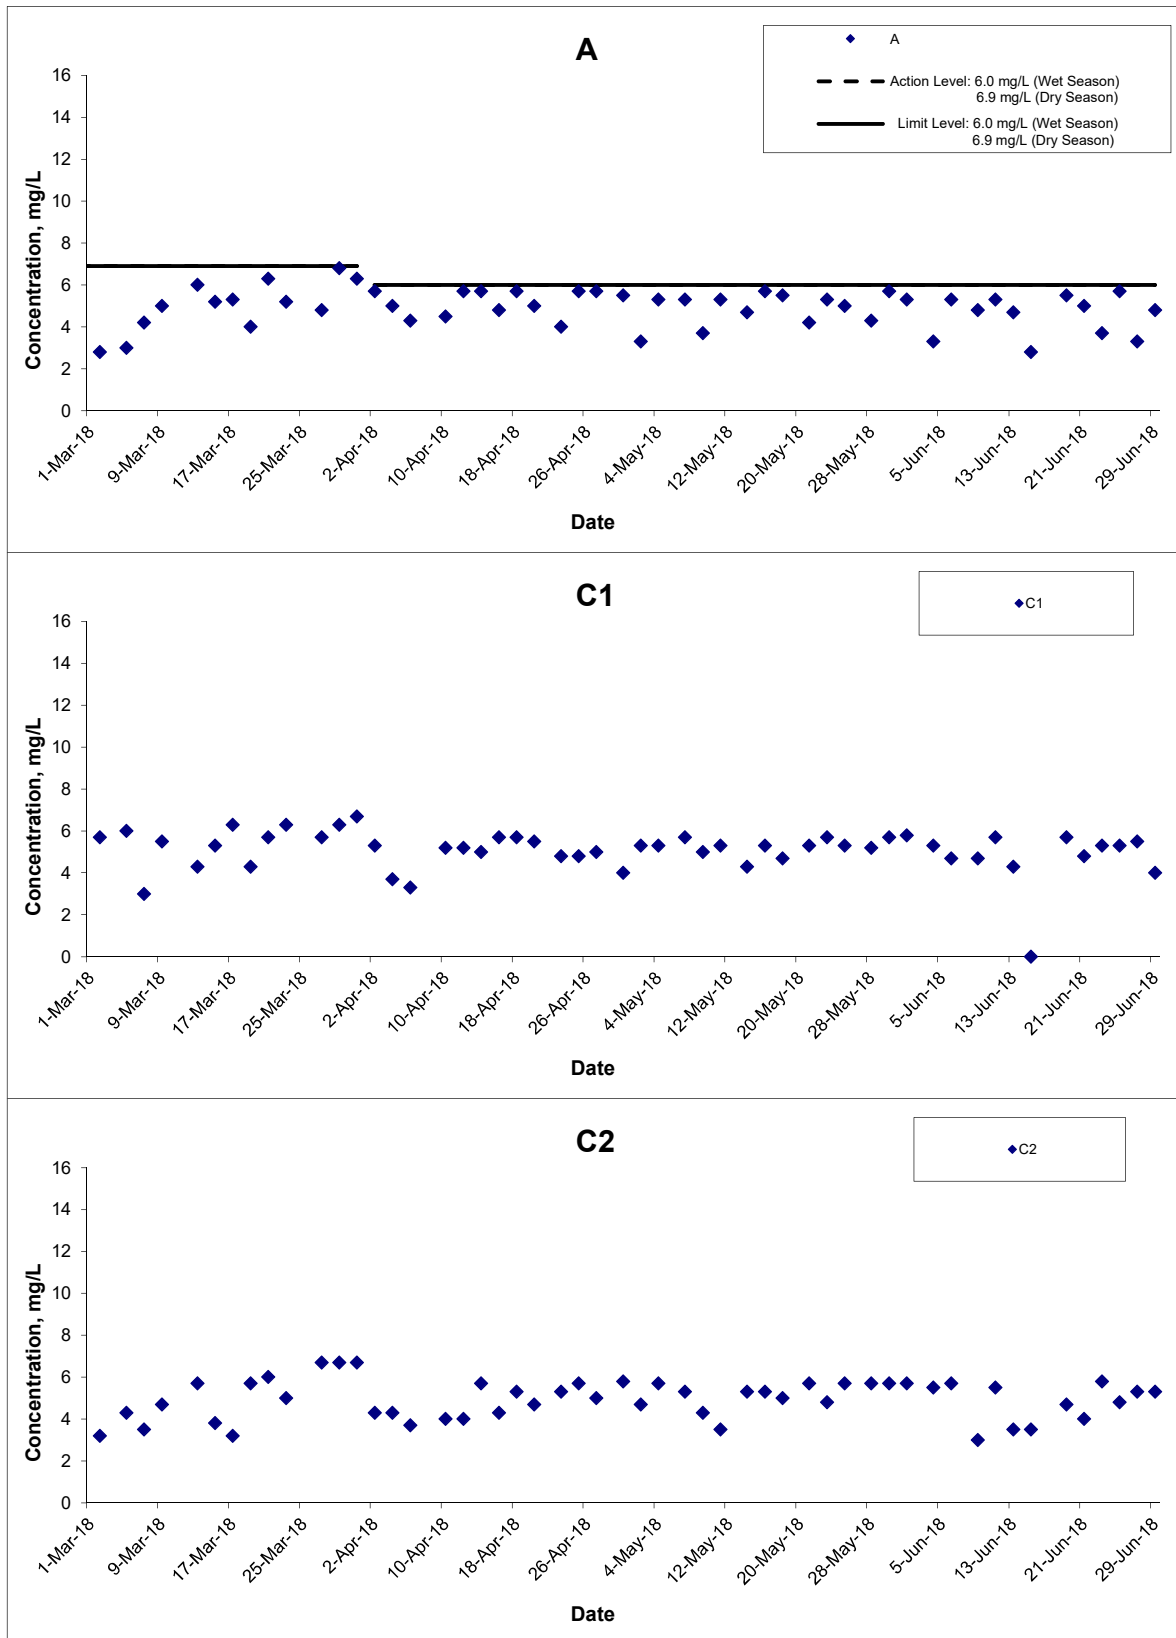 A
A
Action Level: 6.0 mg/L (Wet Season)
6.9 mg/L (Dry Season)
Limit Level: 6.0 mg/L (Wet Season)
6.9 mg/L (Dry Season)
Concentration, mg/L
16
14
12
10
8
6
4
2
0
1-Mar-18
9-Mar-18
17-Mar-18
25-Mar-18
2-Apr-18
10-Apr-18
18-Apr-18
26-Apr-18
4-May-18
12-May-18
20-May-18
28-May-18
5-Jun-18
13-Jun-18
21-Jun-18
29-Jun-18
Date
C1
C1
Concentration, mg/L
16
14
12
10
8
6
4
2
0
1-Mar-18
9-Mar-18
17-Mar-18
25-Mar-18
2-Apr-18
10-Apr-18
18-Apr-18
26-Apr-18
4-May-18
12-May-18
20-May-18
28-May-18
5-Jun-18
13-Jun-18
21-Jun-18
29-Jun-18
Date
C2
C2
Concentration, mg/L
16
14
12
10
8
6
4
2
0
1-Mar-18
9-Mar-18
17-Mar-18
25-Mar-18
2-Apr-18
10-Apr-18
18-Apr-18
26-Apr-18
4-May-18
12-May-18
20-May-18
28-May-18
5-Jun-18
13-Jun-18
21-Jun-18
29-Jun-18
Date